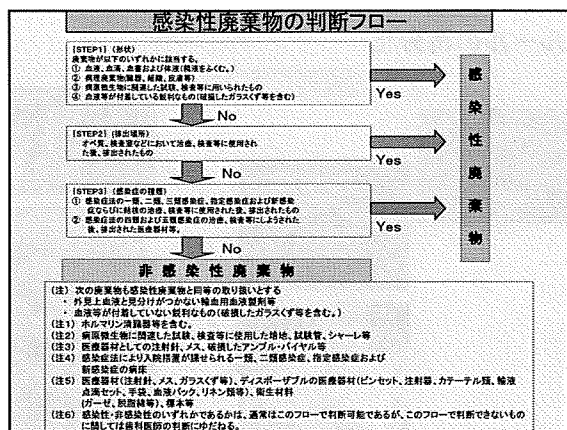 感染性廃棄物の判断フロー
[STEP1] (形状)
廃棄物が以下のいずれかに該当する。
① 血液、血清、血漿および体液(精液をふくむ。)
② 病理廃棄物(臓器、組織、皮膚等)
③ 病原微生物に関連した試験、検査等に用いられたもの
④ 血液等が付着している鋭利なもの(破損したガラスくず等を含む)
Yes
No
[STEP2] (排出場所)
オペ室、検査室などにおいて治療、検査等に使用され
た後、排出されたもの
Yes
No
[STEP3] (感染症の種類)
① 感染症法の一類、二類、三類感染症、指定感染症および新感染
症ならびに結核の治療、検査等に使用された後、排出されたもの
② 感染症法の四類および五類感染症の治療、検査等にしようされた
後、排出された医療器材等。
Yes
No
感染性廃棄物
非感染性廃棄物
(注) 次の廃棄物も感染性廃棄物と同等の取り扱いとする
・ 外見上血液と見分けがつかない輸血用血液製剤等
・ 血液等が付着していない鋭利なもの(破損したガラスくず等を含む。)
(注1) ホルマリン漬臓器等を含む。
(注2) 病原微生物に関連した試験、検査等に使用した培地、試験管、シャーレ等
(注3) 医療器材としての注射針、メス、破損したアンプル・バイヤル等
(注4) 感染症法により入院措置が講ぜられる一類、二類感染症、指定感染症および
新感染症の病床
(注5) 医療器材(注射針、メス、ガラスくず等)、ディスポーザブルの医療器材(ピンセット、注射器、カテーテル類、輸液
点滴セット、手袋、血液バック、リネン類等)、衛生材料
(ガーゼ、脱脂綿等)、標本等
(注6) 感染性・非感染性のいずれかであるかは、通常はこのフローで判断可能であるが、このフローで判断できないもの
に関しては歯科医師の判断にゆだねる。